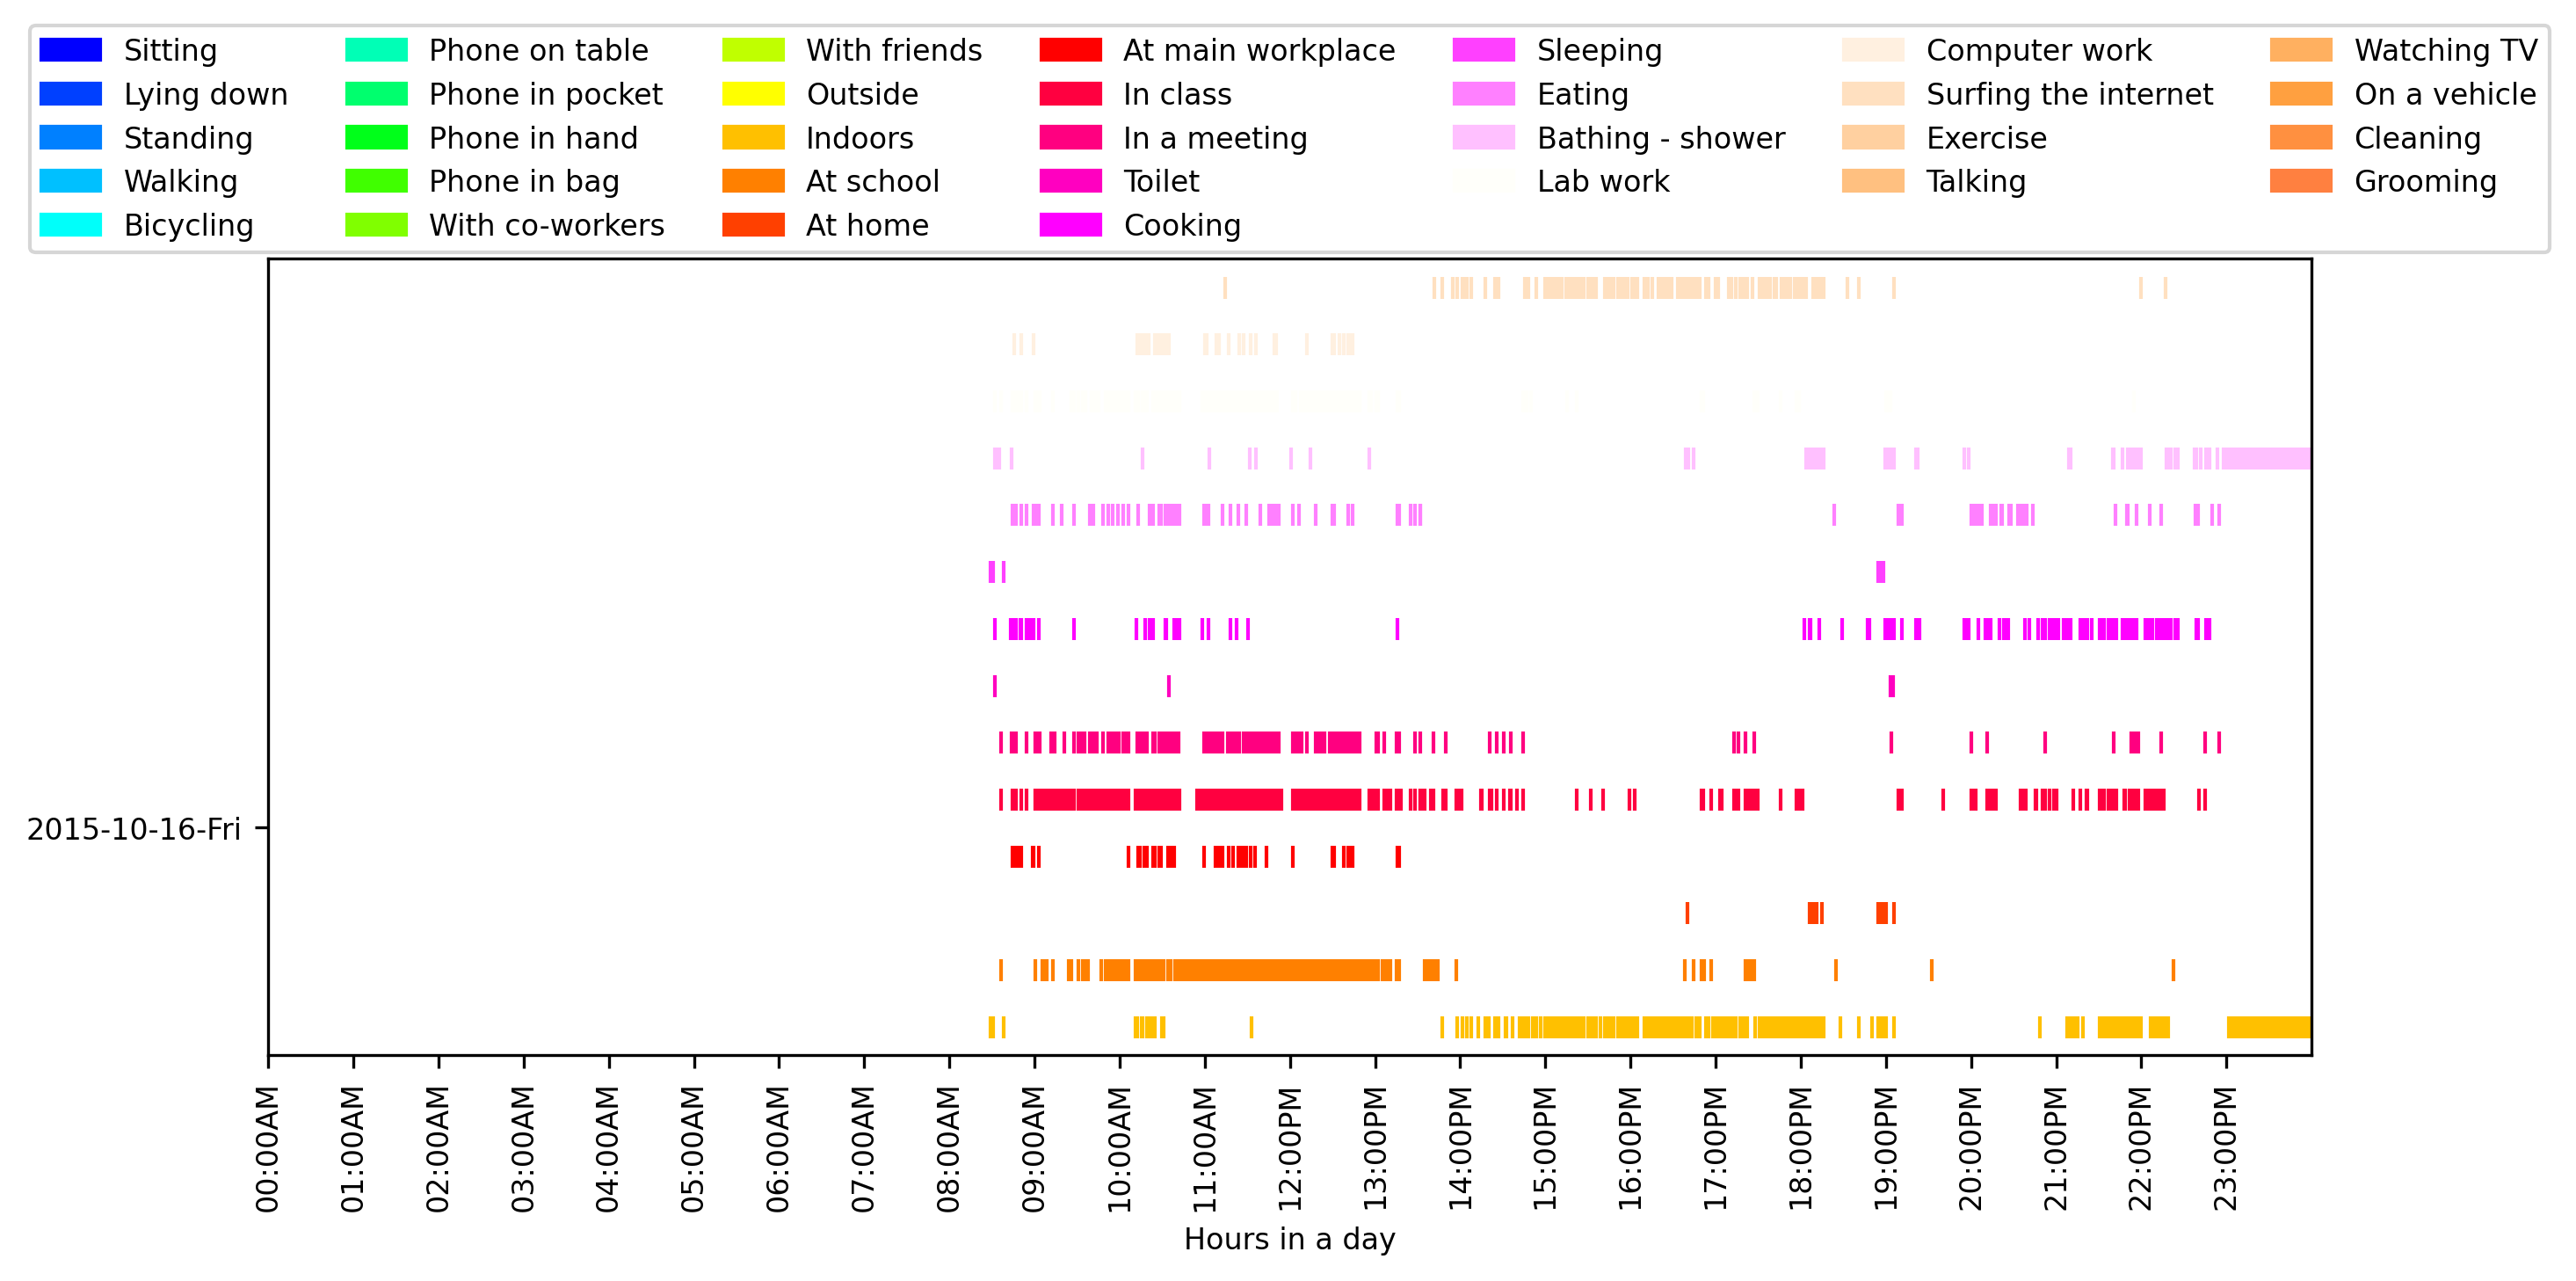 Sitting Phone on table With friends At main workplace Sleeping Computer work Watching TV
Lying down Phone in pocket Outside In class Eating Surfing the internet On a vehicle
Standing Phone in hand Indoors In a meeting Bathing - shower Exercise Cleaning
Walking Phone in bag At school Toilet Lab work Talking Grooming
Bicycling With co-workers At home Cooking
2015-10-16-Fri
00:00AM 01:00AM 02:00AM 03:00AM 04:00AM 05:00AM 06:00AM 07:00AM 08:00AM 09:00AM 10:00AM 11:00AM 12:00PM 13:00PM 14:00PM 15:00PM 16:00PM 17:00PM 18:00PM 19:00PM 20:00PM 21:00PM 22:00PM 23:00PM
Hours in a day